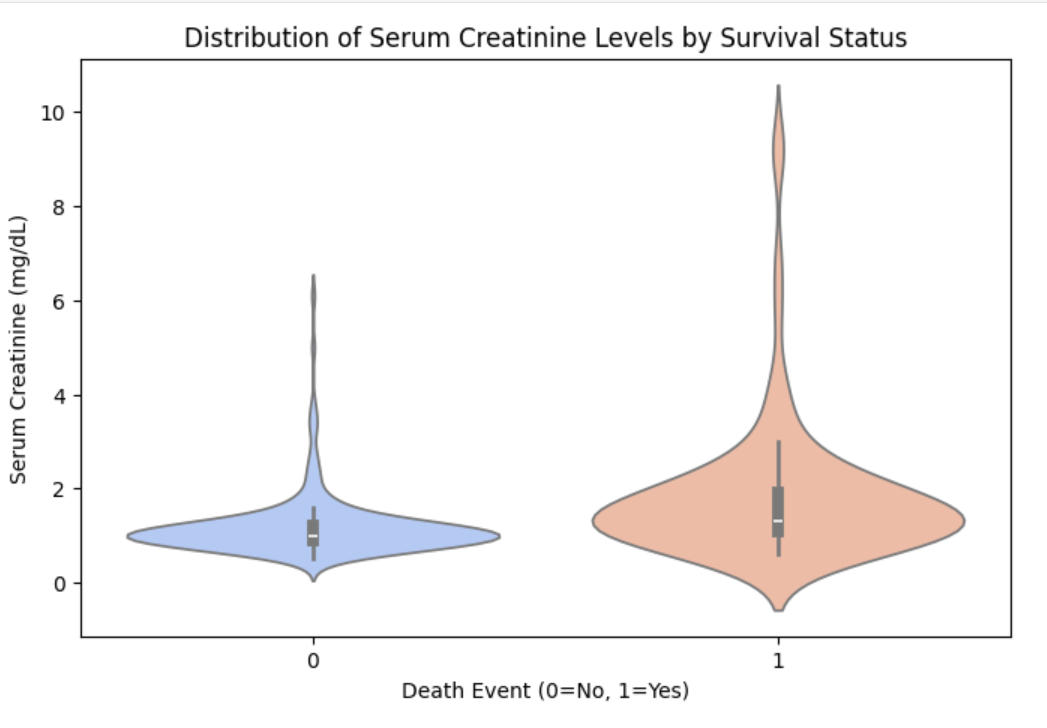 Distribution of Serum Creatinine Levels by Survival Status
Serum Creatinine (mg/dL)
10
8
6
4
2
0
0
1
Death Event (0=No, 1=Yes)